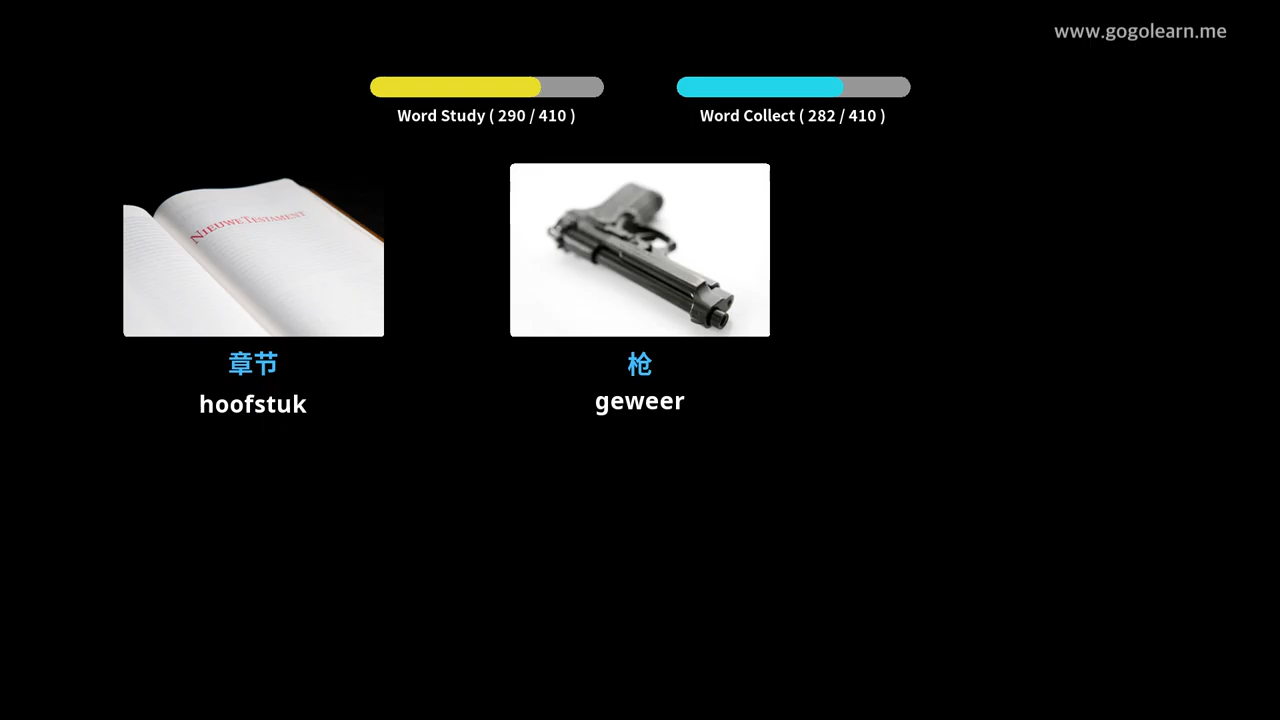 www.gogolearn.me
Word Study ( 290 / 410 )
Word Collect ( 282 / 410 )
NIEUWE TESTAMENT
章节
hoofstuk
枪
geweer